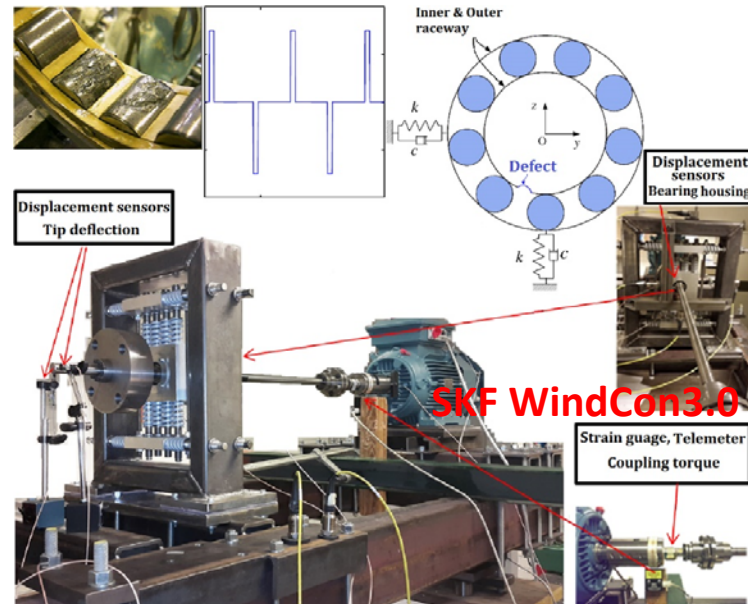 Inner & Outer
raceway
k
c
z
O
y
Defect
k
c
Displacement
sensors
Bearing housing
Displacement sensors
Tip deflection
SKF WindCon3.0
Strain guage, Telemeter
Coupling torque